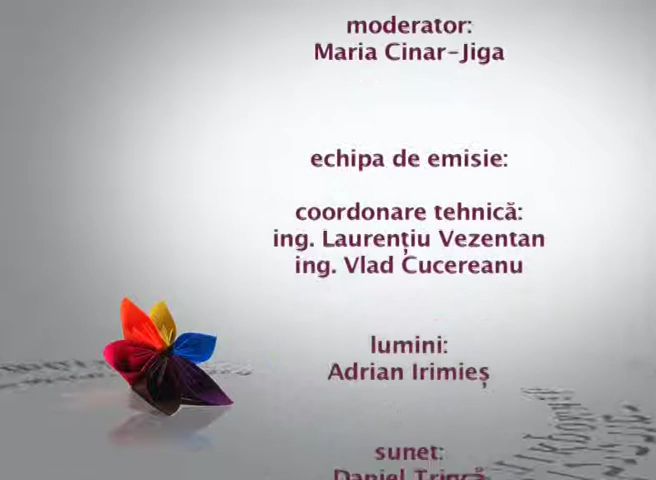 moderator:
Maria Cinar-Jiga
echipa de emisie:
coordonare tehnică:
ing. Laurențiu Vezentan
ing. Vlad Cucereanu
lumini:
Adrian Irimieș
sunet:
Daniel